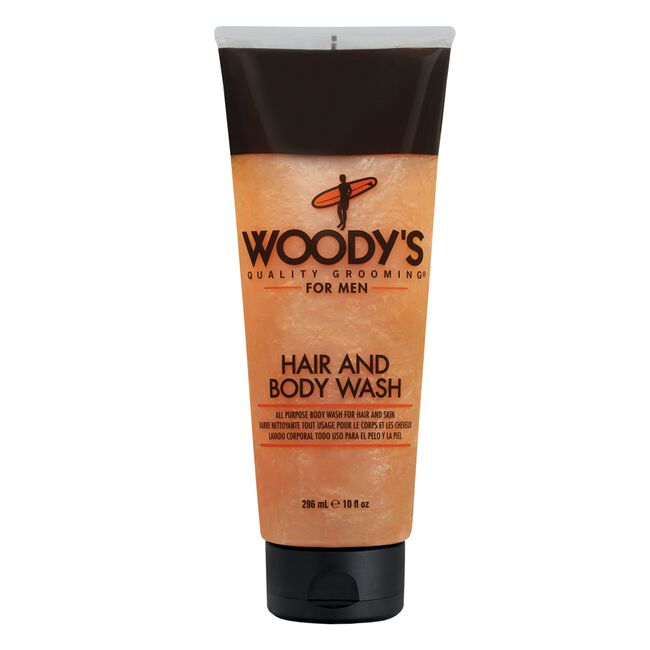 WOODY'S
QUALITY GROOMING®
FOR MEN
HAIR AND
BODY WASH
ALL PURPOSE BODY WASH FOR HAIR AND SKIN
BARRE NETTOYANTE TOUT USAGE POUR LE CORPS ET LES CHEVEUX
LAVADO CORPORAL TODO USO PARA EL PELO Y LA PIEL
296 mL ℮ 10 fl oz